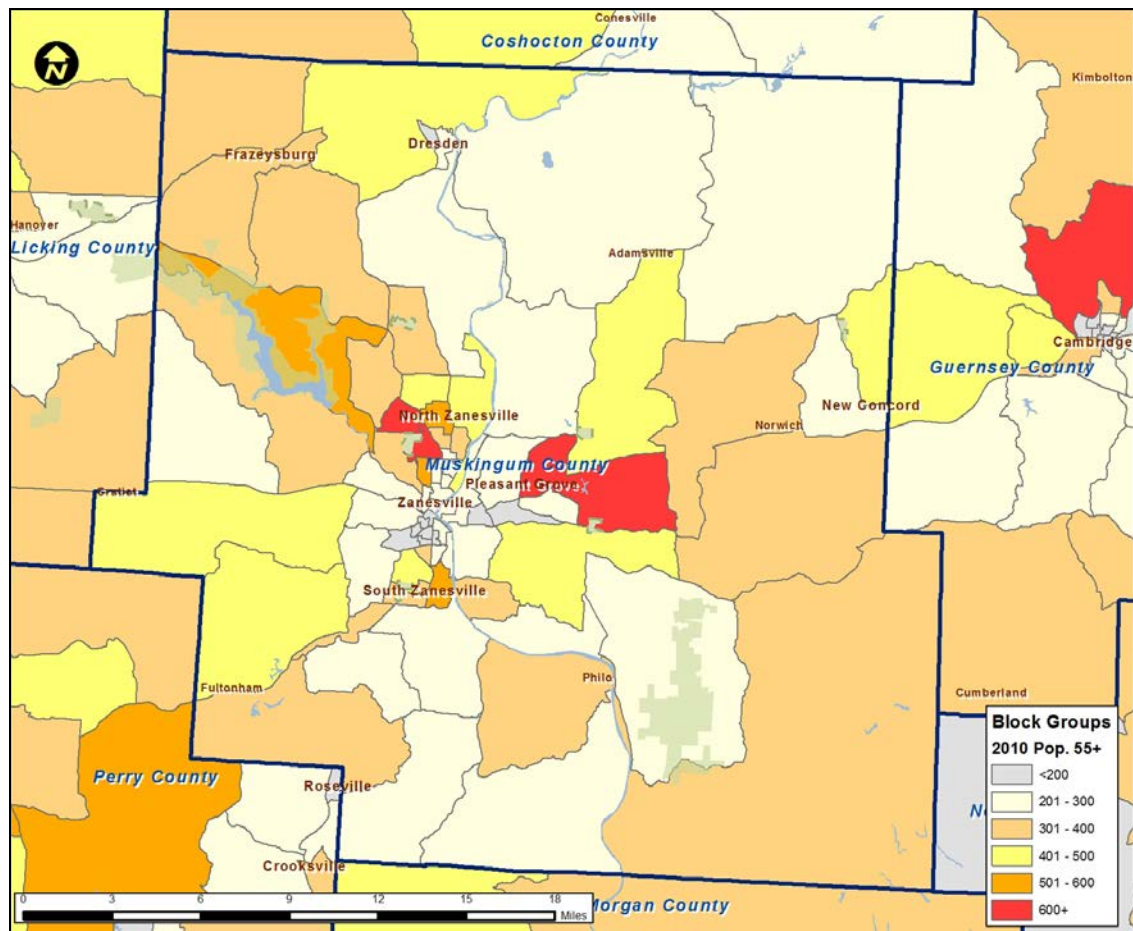 Conesville
Coshocton County
N
Kimbolton
Dresden
Frazeysburg
Hanover
Licking County
Adamsville
Cambridge
Guernsey County
New Concord
North Zanesville
Norwich
Muskingum County
Pleasant Grove
Gratiot
Zanesville
South Zanesville
Philo
Fultonham
Cumberland
Perry County
Roseville
Crooksville
Morgan County
Block Groups
2010 Pop. 55+
<200
201 - 300
301 - 400
401 - 500
501 - 600
600+
0 3 6 12 18
Miles